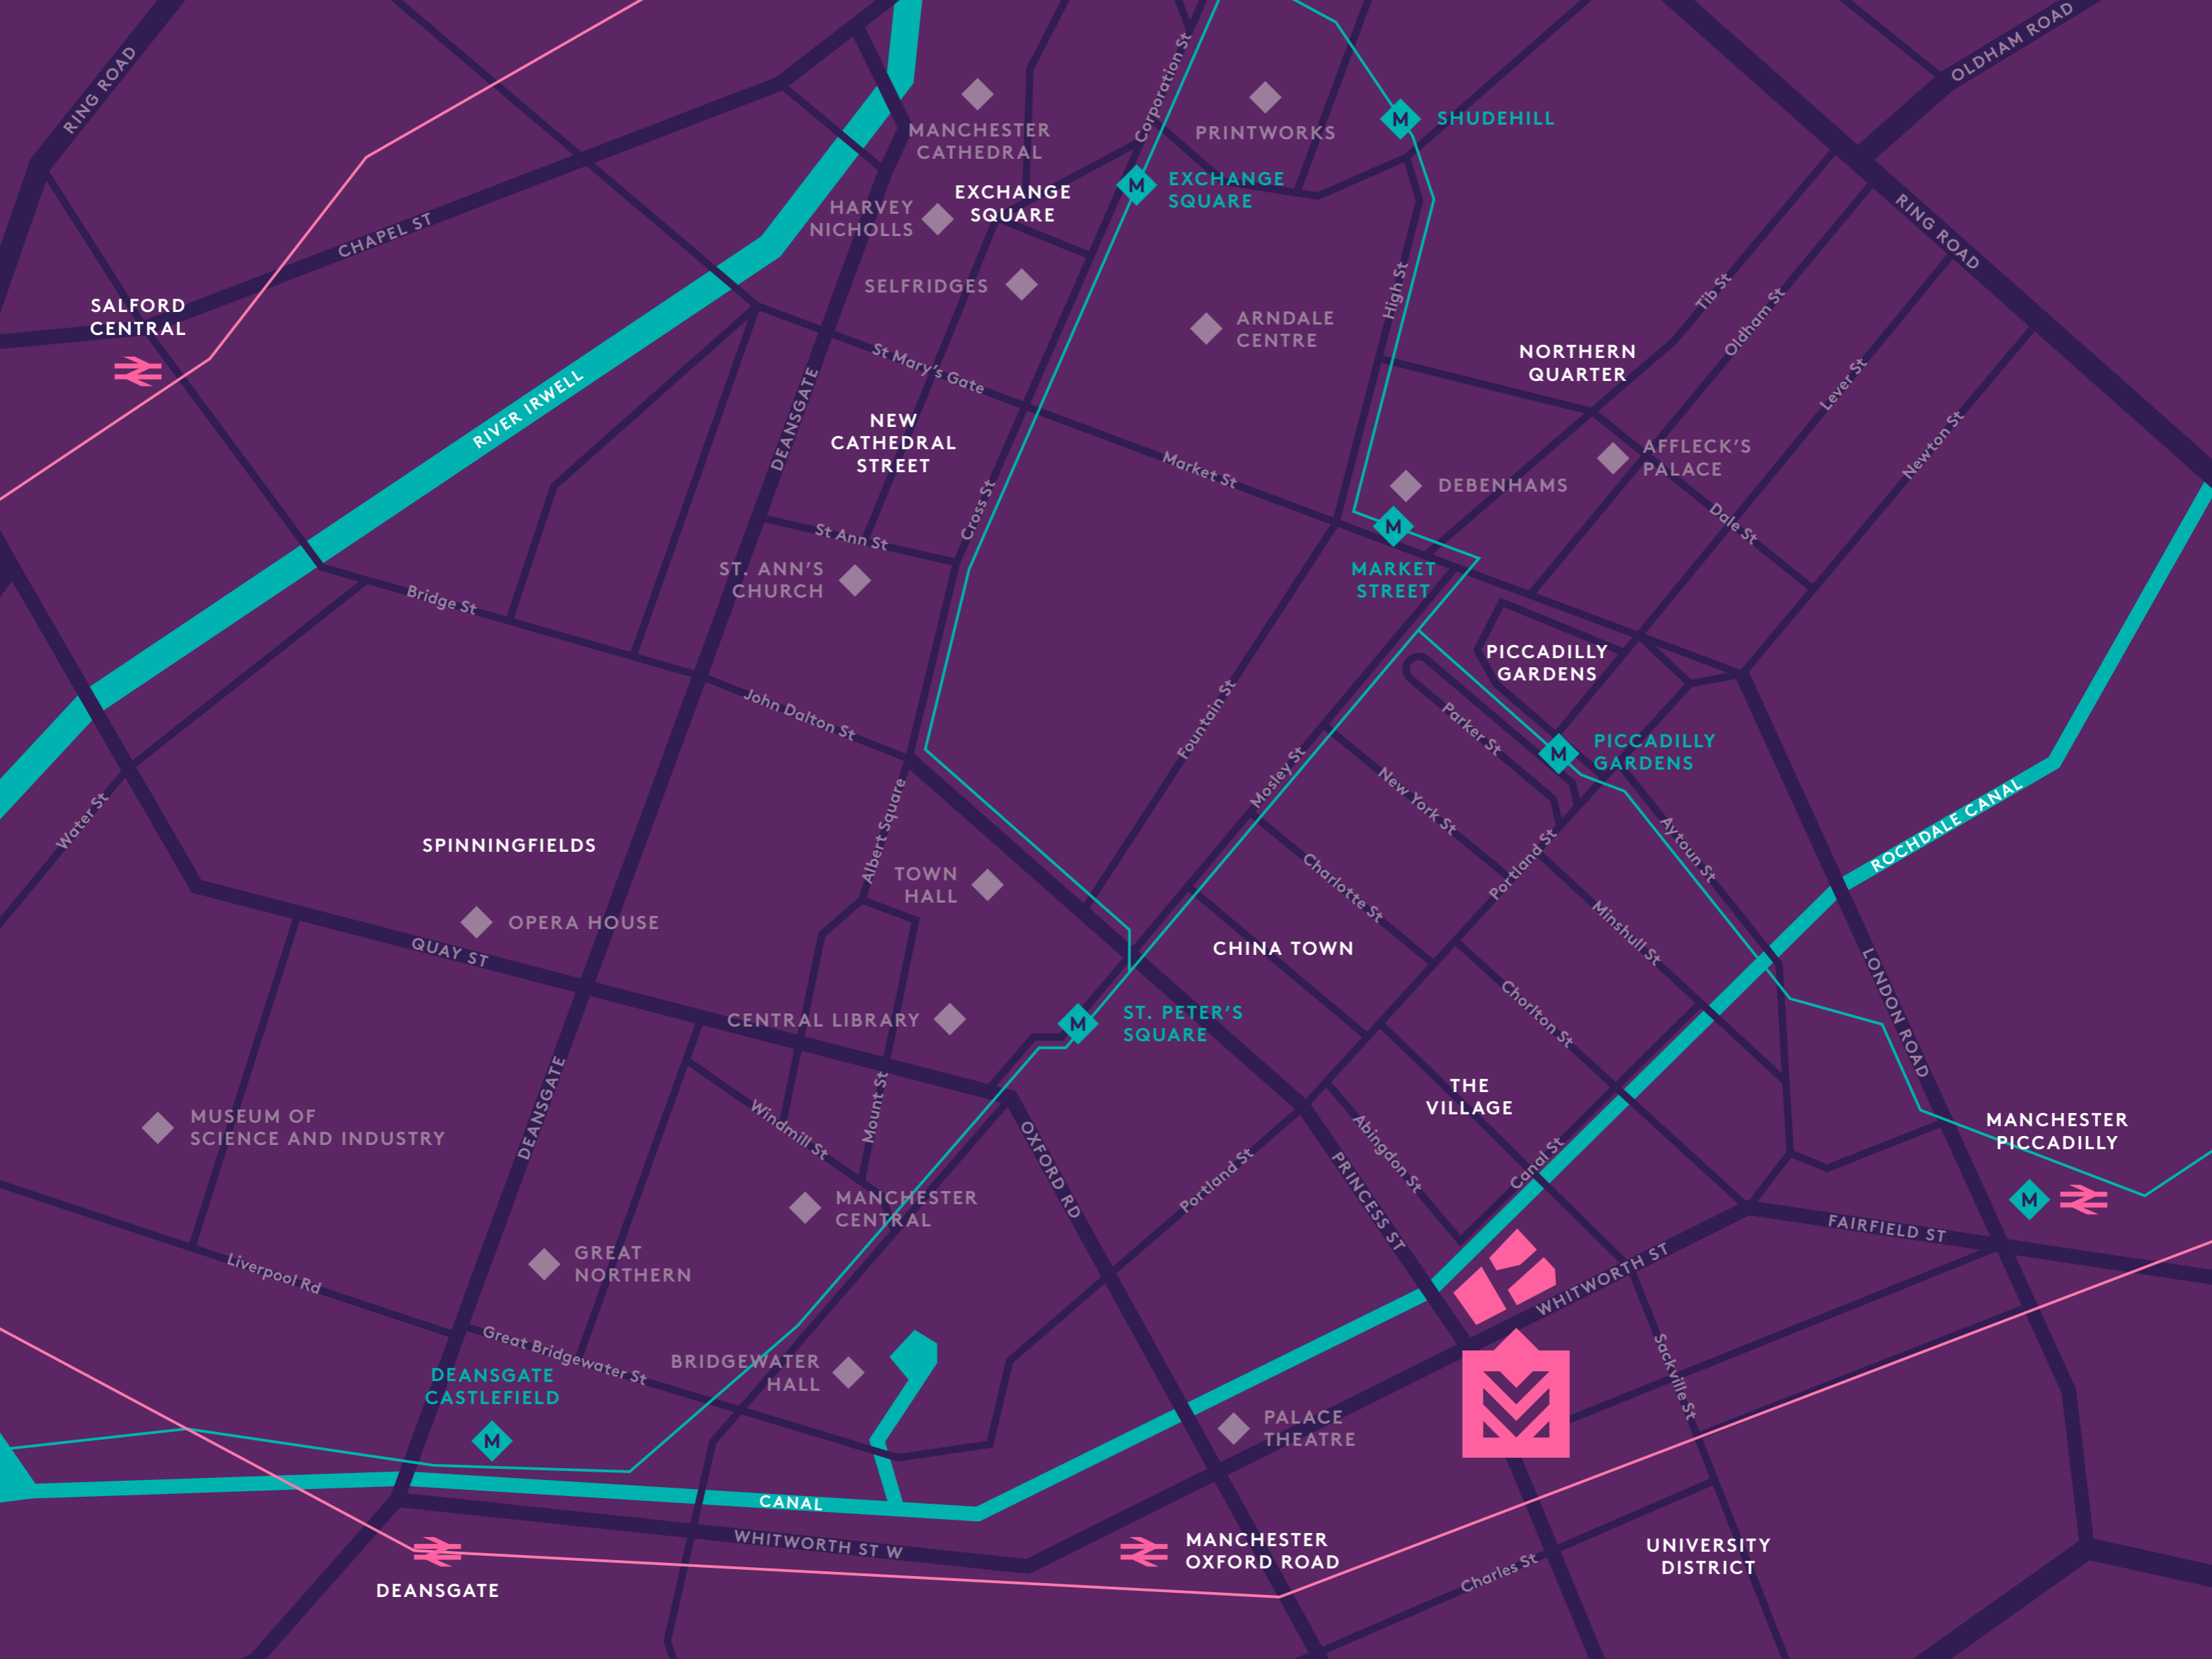 RING ROAD
OLDHAM ROAD
Corporation St
MANCHESTER
CATHEDRAL
PRINTWORKS
M
SHUDEHILL
M
EXCHANGE
SQUARE
EXCHANGE
SQUARE
HARVEY
NICHOLLS
CHAPEL ST
RING ROAD
SELFRIDGES
SALFORD
CENTRAL
High St
Tib St
Oldham St
ARNDALE
CENTRE
NORTHERN
QUARTER
St Mary's Gate
RIVER IRWELL
DEANSGATE
Lever St
NEW
CATHEDRAL
STREET
Newton St
AFFLECK'S
PALACE
Market St
DEBENHAMS
Cross St
M
Dale St
St Ann St
ST. ANN'S
CHURCH
MARKET
STREET
Bridge St
PICCADILLY
GARDENS
John Dalton St
Fountain St
Parker St
M
PICCADILLY
GARDENS
Mosley St
New York St
Water St
Albert Square
SPINNINGFIELDS
ROCHDALE CANAL
Aytoun St
Portland St
Charlotte St
TOWN
HALL
OPERA HOUSE
QUAY ST
CHINA TOWN
Minshull St
LONDON ROAD
Chorlton St
CENTRAL LIBRARY
M
ST. PETER'S
SQUARE
DEANSGATE
Mount St
Windmill St
THE
VILLAGE
MUSEUM OF
SCIENCE AND INDUSTRY
MANCHESTER
PICCADILLY
OXFORD RD
Abingdon St
Canal St
Portland St
PRINCESS ST
M
MANCHESTER
CENTRAL
FAIRFIELD ST
GREAT
NORTHERN
Liverpool Rd
WHITWORTH ST
Great Bridgewater St
BRIDGEWATER
HALL
DEANSGATE
CASTLEFIELD
M
Sackville St
PALACE
THEATRE
CANAL
WHITWORTH ST W
MANCHESTER
OXFORD ROAD
UNIVERSITY
DISTRICT
Charles St
DEANSGATE